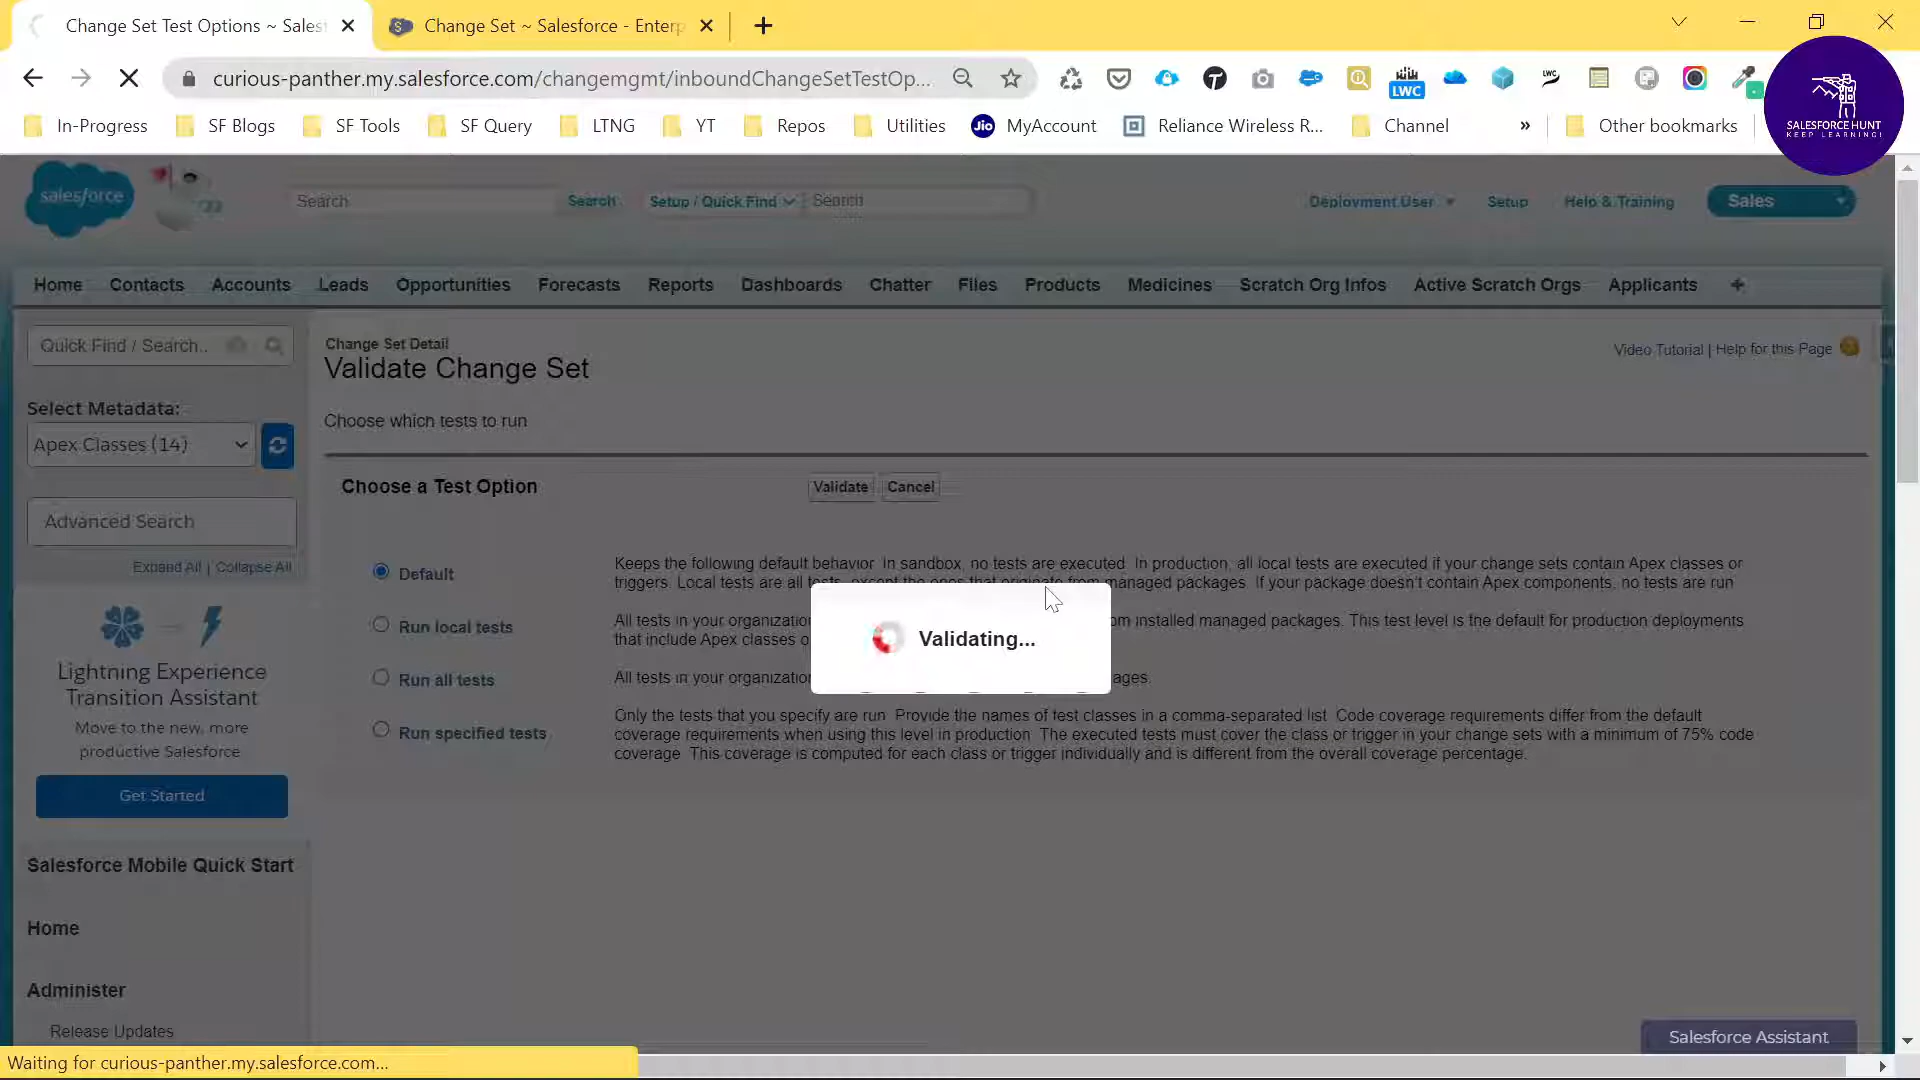 Change Set Test Options ~ Sales
Change Set ~ Salesforce - Enterp
curious-panther.my.salesforce.com/changemgmt/inboundChangeSetTestOp...
LWC
In-Progress
SF Blogs
SF Tools
SF Query
LTNG
YT
Repos
Utilities
Jio
MyAccount
Reliance Wireless R...
Channel
»
Other bookmarks
SALESFORCE HUNT
KEEP LEARNING!
salesforce
Search
Search
Setup / Quick Find
Search
Deployment User
Setup
Help & Training
Sales
Home
Contacts
Accounts
Leads
Opportunities
Forecasts
Reports
Dashboards
Chatter
Files
Products
Medicines
Scratch Org Infos
Active Scratch Orgs
Applicants
+
Quick Find / Search...
Change Set Detail
Validate Change Set
Video Tutorial | Help for this Page
Select Metadata:
Apex Classes (14)
Choose which tests to run
Advanced Search
Expand All | Collapse All
Choose a Test Option
Validate
Cancel
Default
Keeps the following default behavior. In sandbox, no tests are executed. In production, all local tests are executed if your change sets contain Apex classes or
triggers. Local tests are all tests, except the ones that originate from managed packages. If your package doesn't contain Apex components, no tests are run
Run local tests
All tests in your organization
installed managed packages. This test level is the default for production deployments
that include Apex classes
Run all tests
All tests in your organization
Run specified tests
Only the tests that you specify are run. Provide the names of test classes in a comma-separated list. Code coverage requirements differ from the default
coverage requirements when using this level in production. The executed tests must cover the class or trigger in your change sets with a minimum of 75% code
coverage. This coverage is computed for each class or trigger individually and is different from the overall coverage percentage.
Validating...
Lightning Experience
Transition Assistant
Move to the new, more
productive Salesforce
Get Started
Salesforce Mobile Quick Start
Home
Administer
Release Updates
Salesforce Assistant
Waiting for curious-panther.my.salesforce.com...